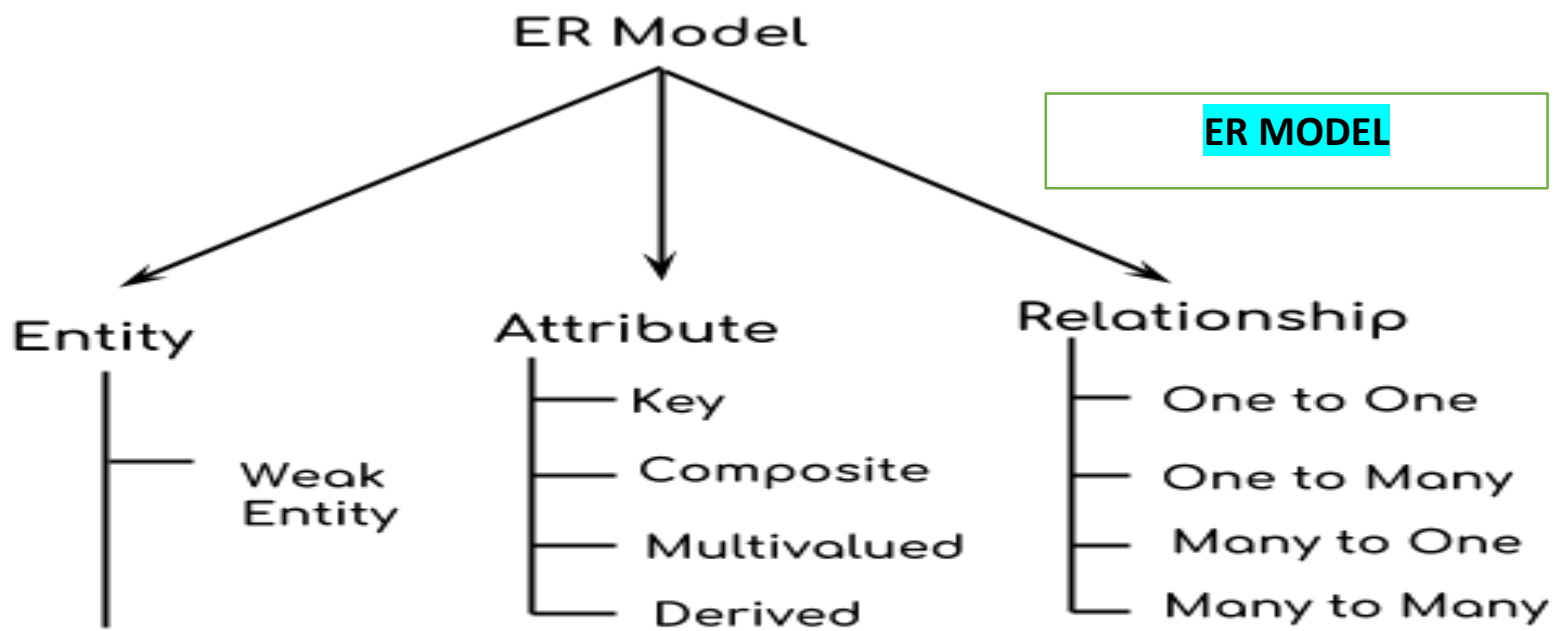 ER Model
ER MODEL
Entity
Weak
Entity
Attribute
Key
Composite
Multivalued
Derived
Relationship
One to One
One to Many
Many to One
Many to Many